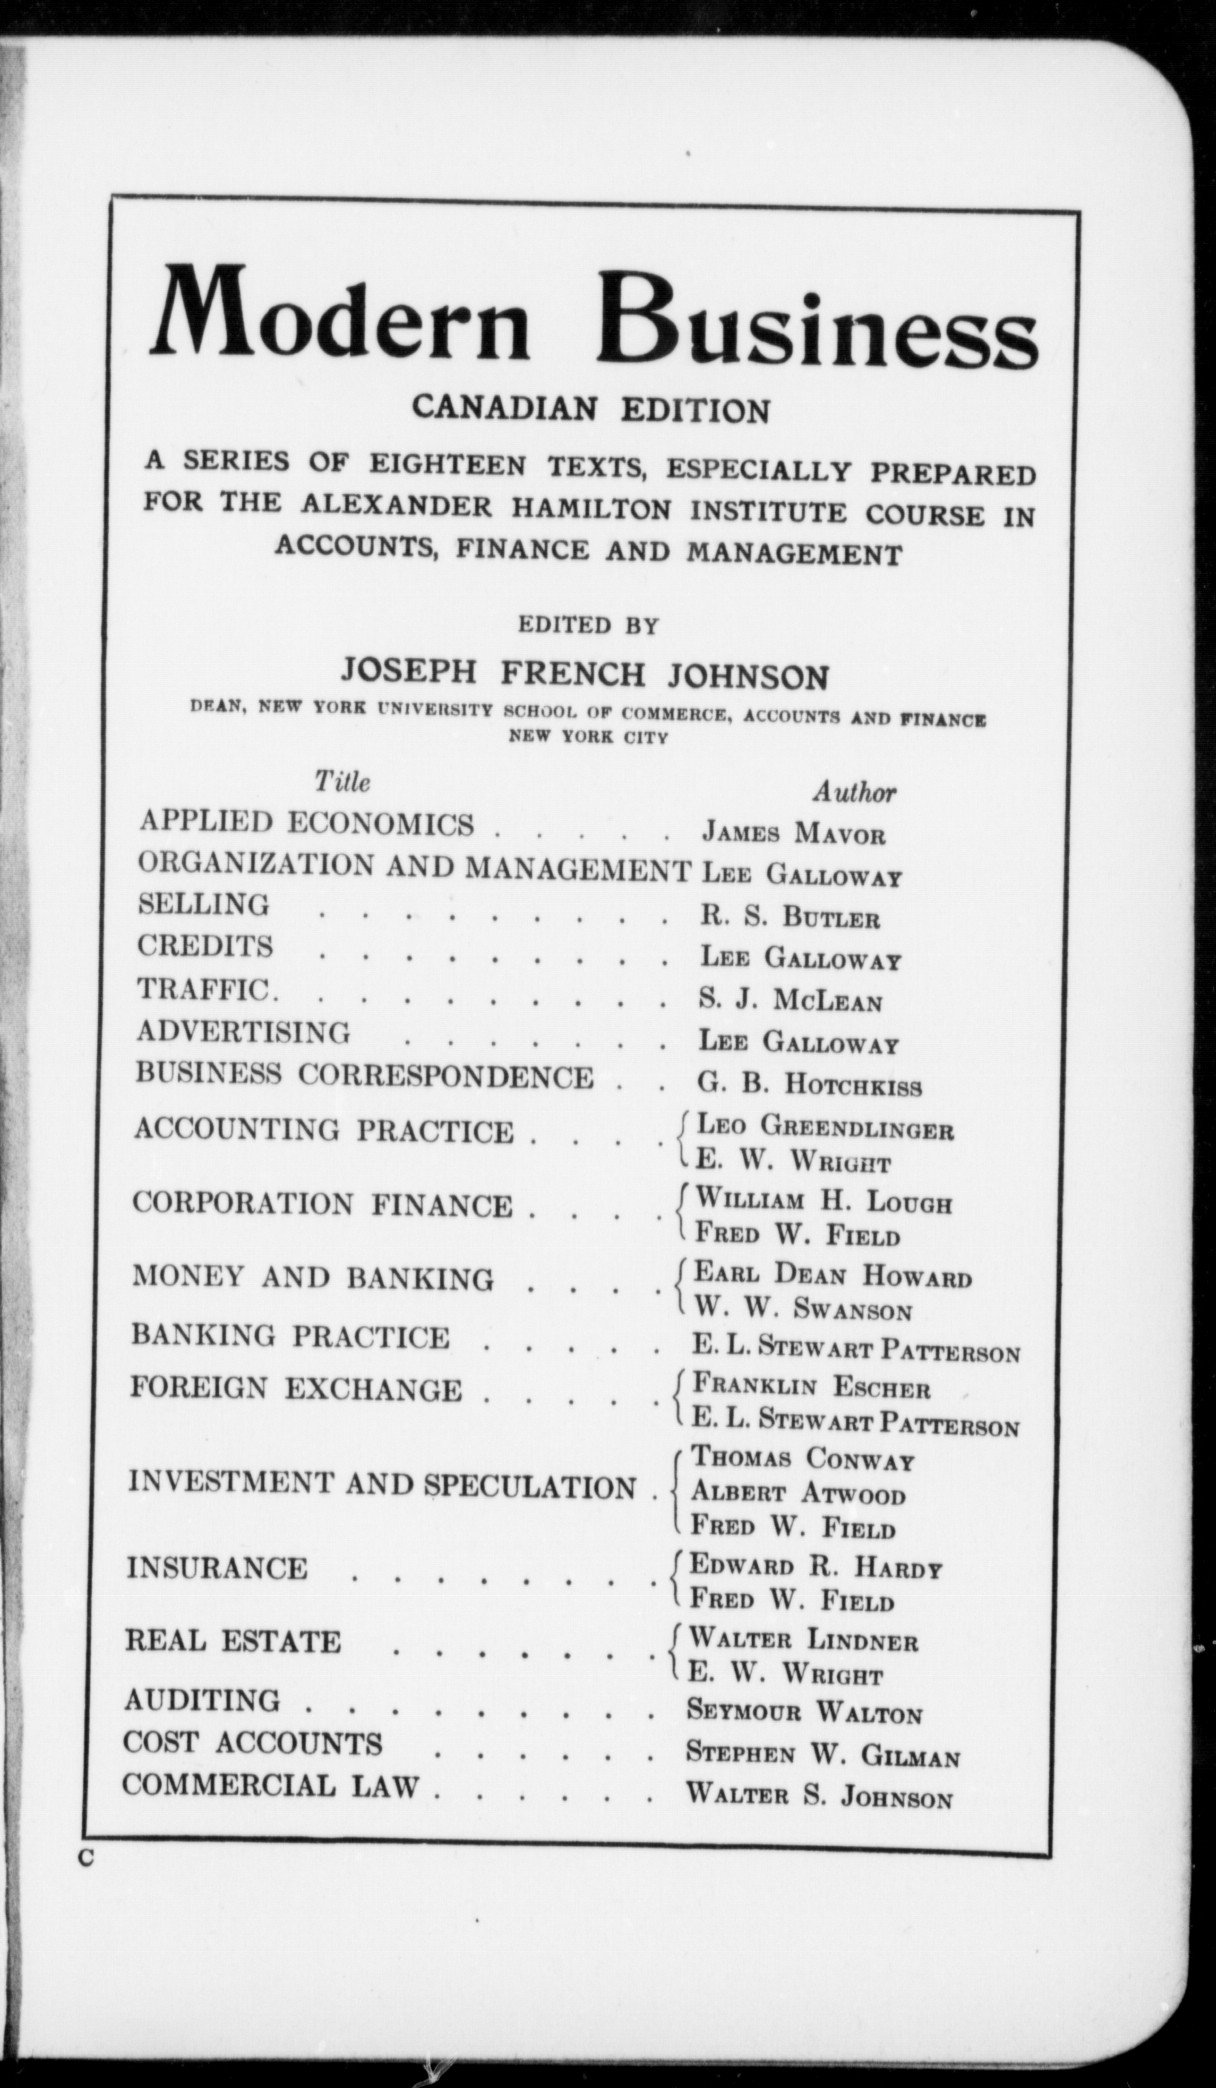 Modern Business
CANADIAN EDITION
A SERIES OF EIGHTEEN TEXTS, ESPECIALLY PREPARED
FOR THE ALEXANDER HAMILTON INSTITUTE COURSE IN
ACCOUNTS, FINANCE AND MANAGEMENT
EDITED BY
JOSEPH FRENCH JOHNSON
DEAN, NEW YORK UNIVERSITY SCHOOL OF COMMERCE, ACCOUNTS AND FINANCE
NEW YORK CITY
Title Author
APPLIED ECONOMICS . . . . . JAMES MAVOR
ORGANIZATION AND MANAGEMENT LEE GALLOWAY
SELLING . . . . . . . . . R. S. BUTLER
CREDITS . . . . . . . . . LEE GALLOWAY
TRAFFIC. . . . . . . . . . S. J. MCLEAN
ADVERTISING . . . . . . . LEE GALLOWAY
BUSINESS CORRESPONDENCE . . G. B. HOTCHKISS
ACCOUNTING PRACTICE . . . . { LEO GREENDLINGER
E. W. WRIGHT
CORPORATION FINANCE . . . . { WILLIAM H. LOUGH
FRED W. FIELD
MONEY AND BANKING . . . . { EARL DEAN HOWARD
W. W. SWANSON
BANKING PRACTICE . . . . . E. L. STEWART PATTERSON
FOREIGN EXCHANGE . . . . . { FRANKLIN ESCHER
E. L. STEWART PATTERSON
THOMAS CONWAY
INVESTMENT AND SPECULATION . { ALBERT ATWOOD
FRED W. FIELD
INSURANCE . . . . . . . . { EDWARD R. HARDY
FRED W. FIELD
REAL ESTATE . . . . . . . { WALTER LINDNER
E. W. WRIGHT
AUDITING . . . . . . . . . SEYMOUR WALTON
COST ACCOUNTS . . . . . . STEPHEN W. GILMAN
COMMERCIAL LAW . . . . . . WALTER S. JOHNSON
C